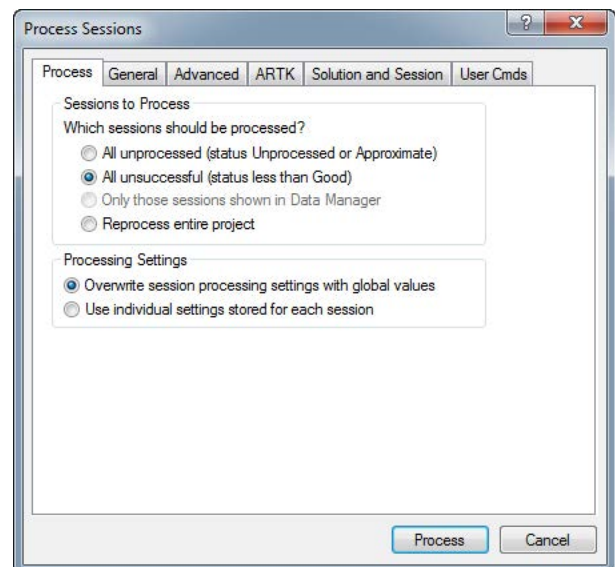 Process Sessions
Process General Advanced ARTK Solution and Session User Cmds
Sessions to Process
Which sessions should be processed?
All unprocessed (status Unprocessed or Approximate)
All unsuccessful (status less than Good)
Only those sessions shown in Data Manager
Reprocess entire project
Processing Settings
Overwrite session processing settings with global values
Use individual settings stored for each session
Process Cancel